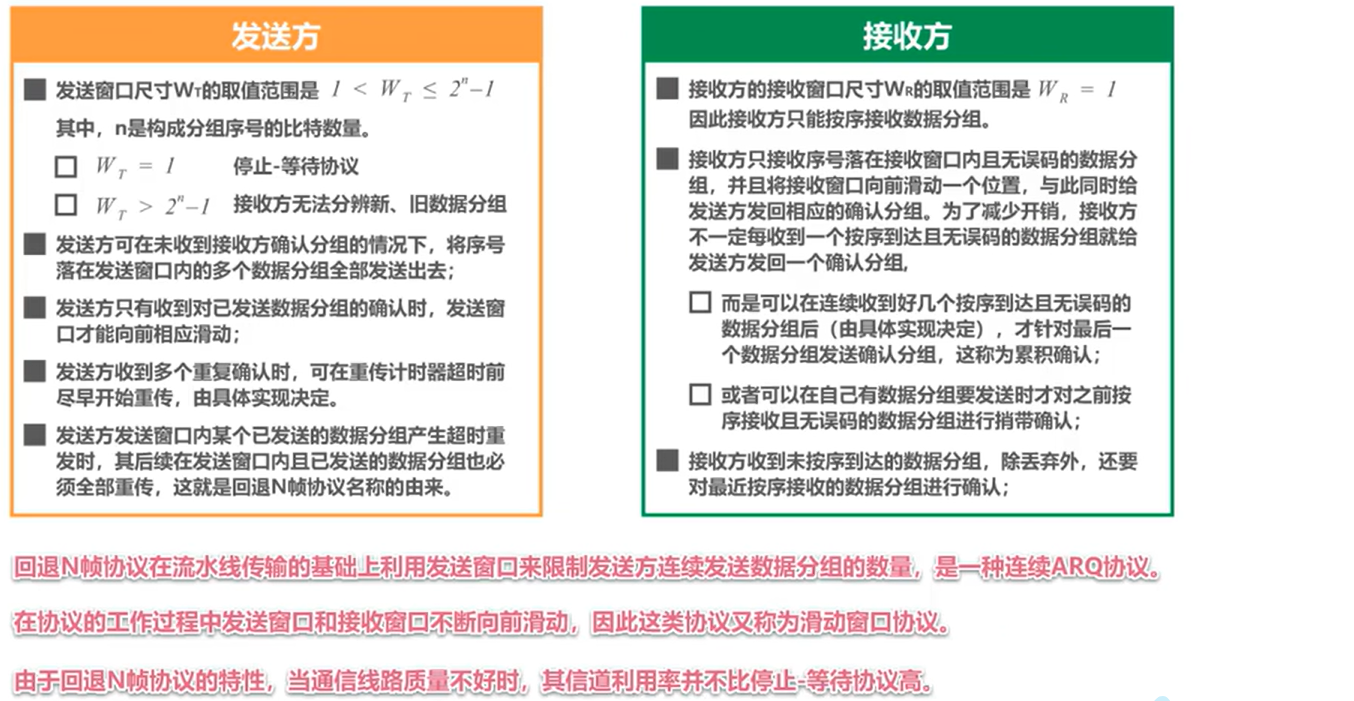 发送方
发送窗口尺寸WT的取值范围是 1 < WT ≤ 2^n–1
其中，n是构成分组序号的比特数量。
WT = 1 停止-等待协议
WT > 2^n–1 接收方无法分辨新、旧数据分组
发送方可在未收到接收方确认分组的情况下，将序号
落在发送窗口内的多个数据分组全部发送出去；
发送方只有收到对已发送数据分组的确认时，发送窗
口才能向前相应滑动；
发送方收到多个重复确认时，可在重传计时器超时前
尽早开始重传，由具体实现决定。
发送方发送窗口内某个已发送的数据分组产生超时重
发时，其后续在发送窗口内且已发送的数据分组也必
须全部重传，这就是回退N帧协议名称的由来。
接收方
接收方的接收窗口尺寸WR的取值范围是 WR = 1
因此接收方只能按序接收数据分组。
接收方只接收序号落在接收窗口内且无误码的数据分
组，并且将接收窗口向前滑动一个位置，与此同时给
发送方发回相应的确认分组。为了减少开销，接收方
不一定每收到一个按序到达且无误码的数据分组就给
发送方发回一个确认分组,
而是可以在连续收到好几个按序到达且无误码的
数据分组后（由具体实现决定），才针对最后一
个数据分组发送确认分组，这称为累积确认；
或者可以在自己有数据分组要发送时才对之前按
序接收且无误码的数据分组进行捎带确认；
接收方收到未按序到达的数据分组，除丢弃外，还要
对最近按序接收的数据分组进行确认；
回退N帧协议在流水线传输的基础上利用发送窗口来限制发送方连续发送数据分组的数量，是一种连续ARQ协议。
在协议的工作过程中发送窗口和接收窗口不断向前滑动，因此这类协议又称为滑动窗口协议。
由于回退N帧协议的特性，当通信线路质量不好时，其信道利用率并不比停止-等待协议高。